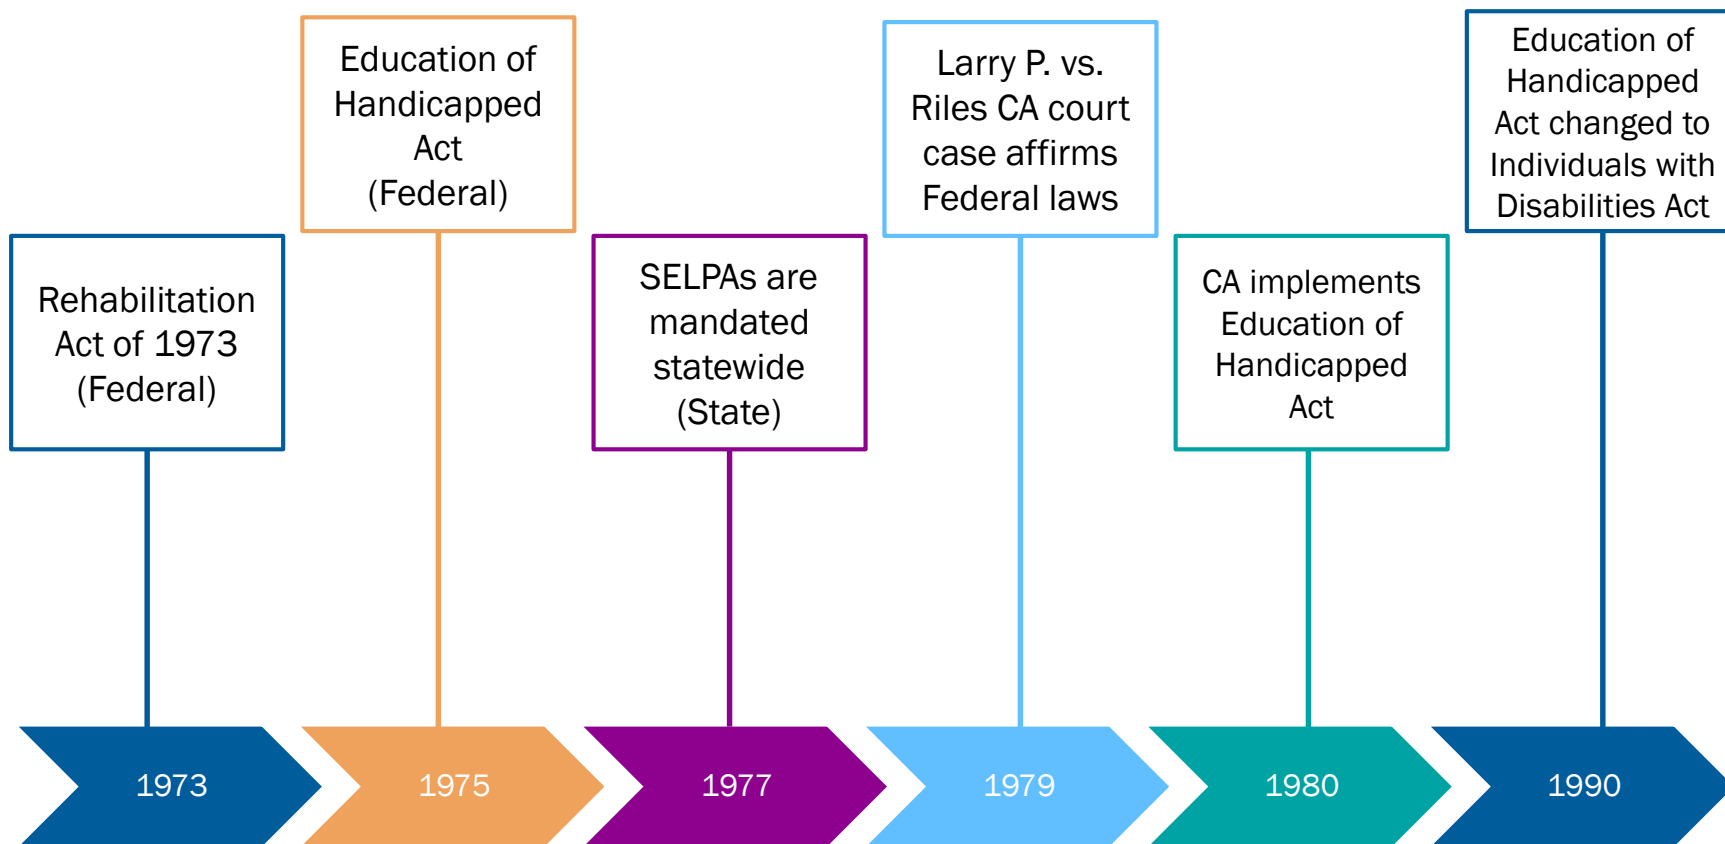 Rehabilitation
Act of 1973
(Federal)
Education of
Handicapped
Act
(Federal)
SELPAs are
mandated
statewide
(State)
Larry P. vs.
Riles CA court
case affirms
Federal laws
CA implements
Education of
Handicapped
Act
Education of
Handicapped
Act changed to
Individuals with
Disabilities Act
1973
1975
1977
1979
1980
1990